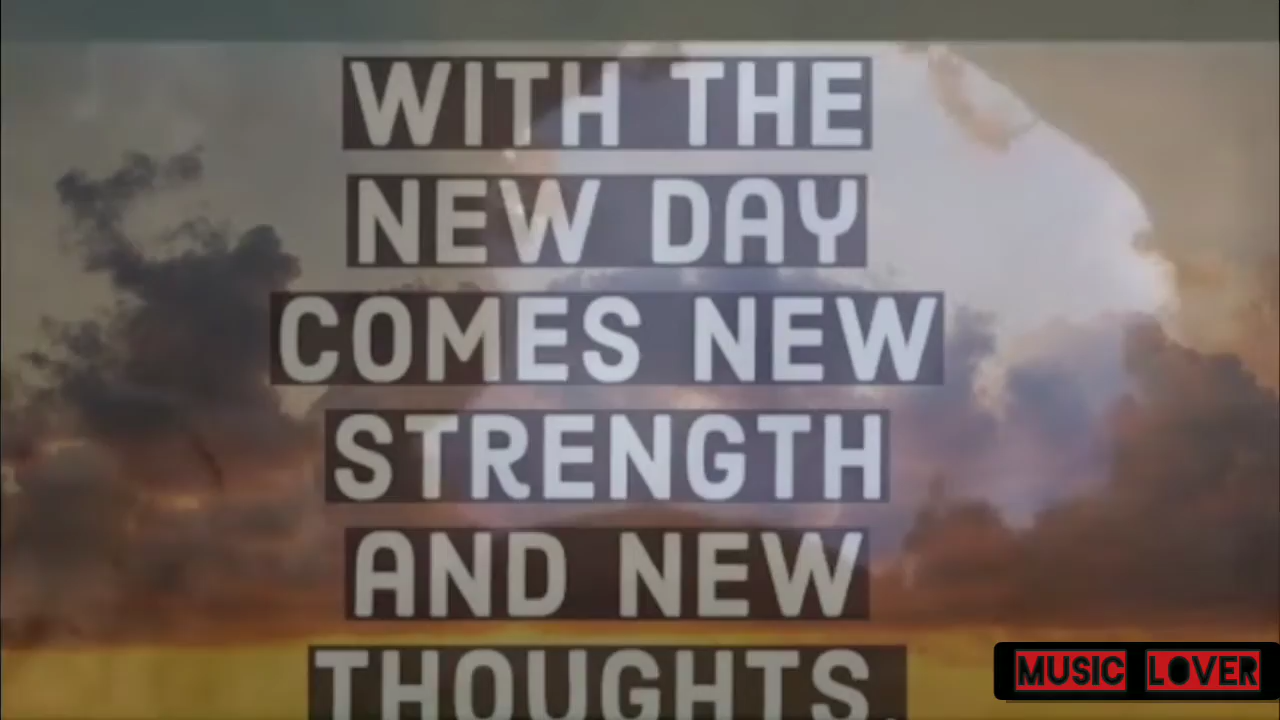 WITH THE
NEW DAY
COMES NEW
STRENGTH
AND NEW
THOUGHTS.
MUSIC LOVER